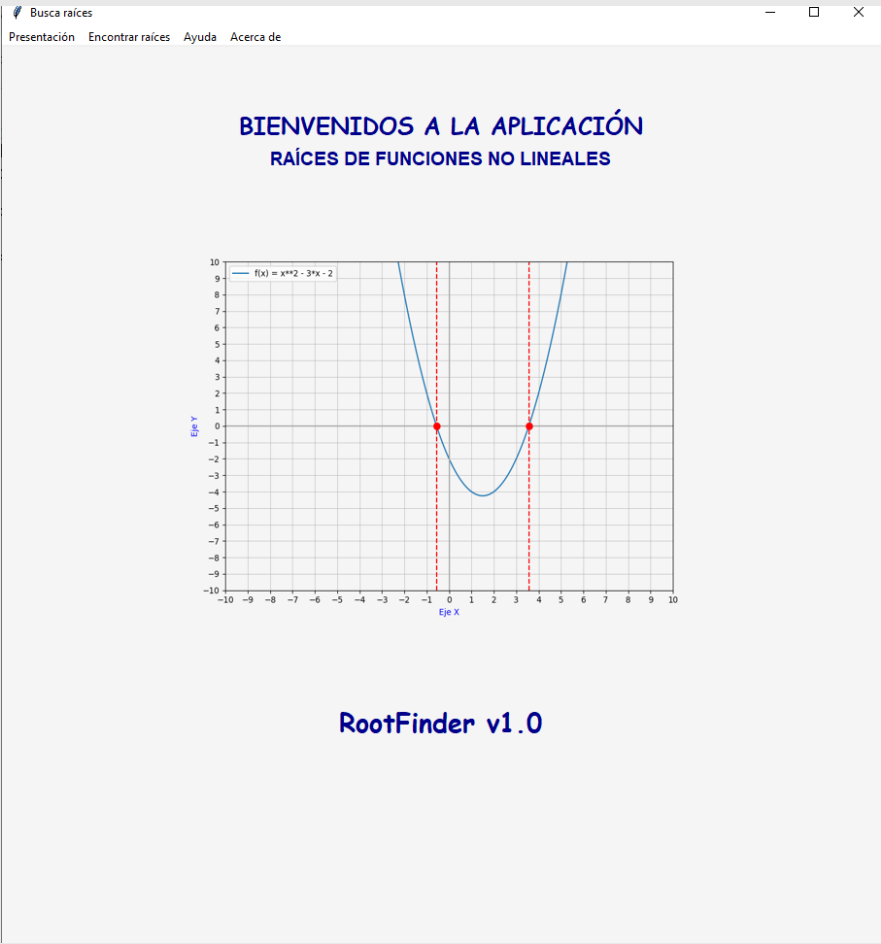 Busca raíces
Presentación Encontrar raíces Ayuda Acerca de
BIENVENIDOS A LA APLICACIÓN
RAÍCES DE FUNCIONES NO LINEALES
f(x) = x**2 - 3*x - 2
10
9
8
7
6
5
4
3
2
1
0
−1
−2
−3
−4
−5
−6
−7
−8
−9
−10
Eje Y
−10 −9 −8 −7 −6 −5 −4 −3 −2 −1 0 1 2 3 4 5 6 7 8 9 10
Eje X
RootFinder v1.0